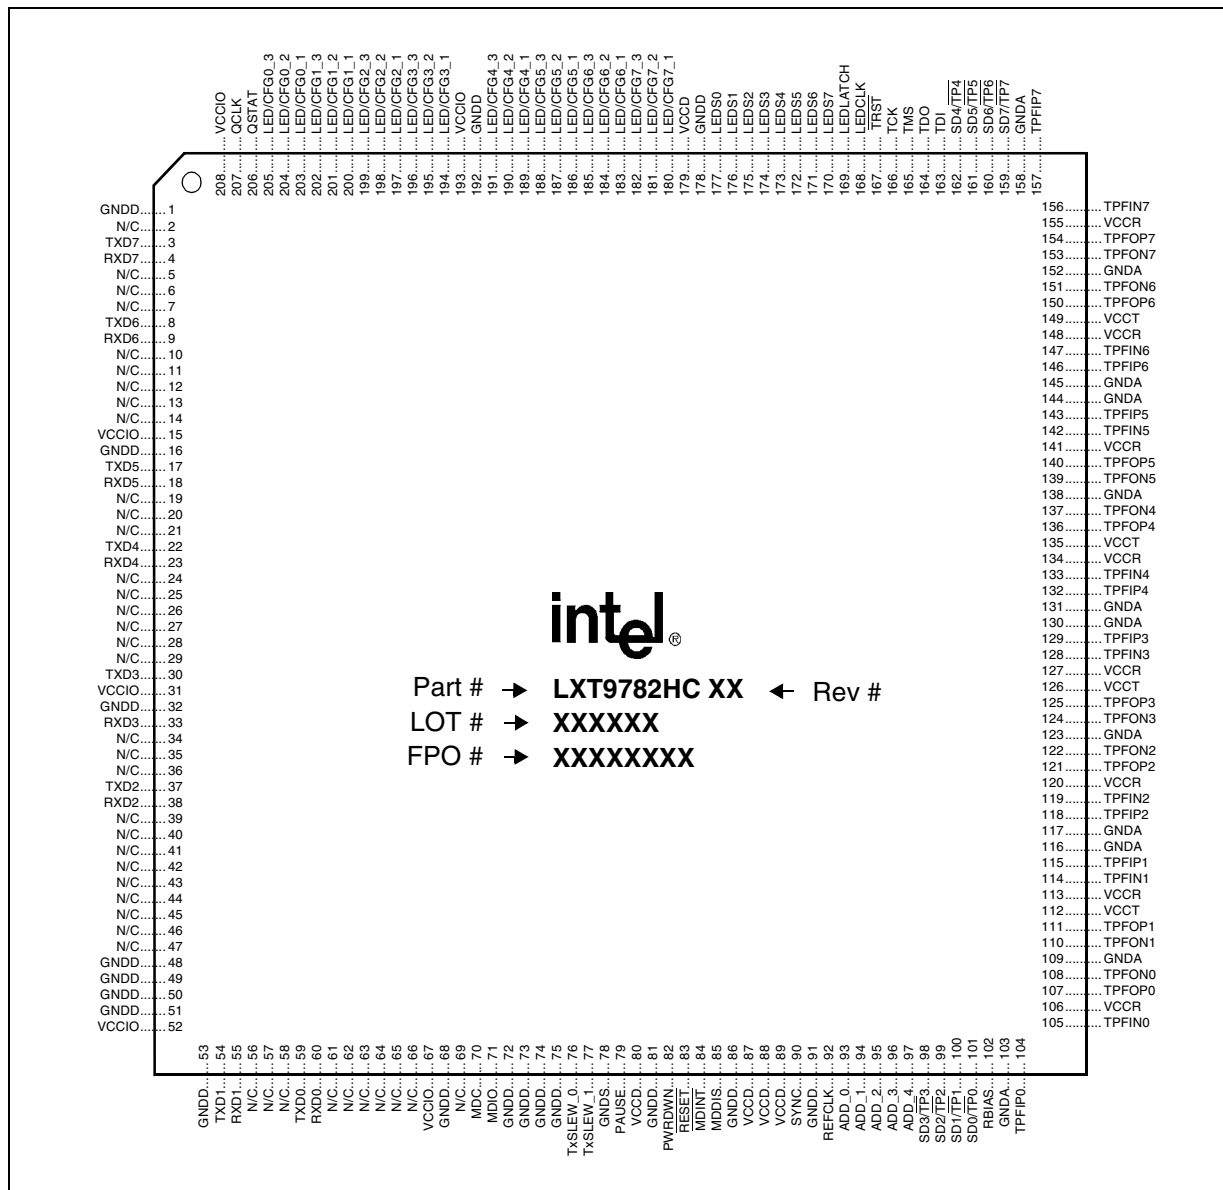 208...... VCCIO
207...... QCLK
206...... QSTAT
205...... LED/CFG0_3
204...... LED/CFG0_2
203...... LED/CFG0_1
202...... LED/CFG1_3
201...... LED/CFG1_2
200...... LED/CFG1_1
199...... LED/CFG2_3
198...... LED/CFG2_2
197...... LED/CFG2_1
196...... LED/CFG3_3
195...... LED/CFG3_2
194...... LED/CFG3_1
193...... VCCIO
192...... GNDD
191...... LED/CFG4_3
190...... LED/CFG4_2
189...... LED/CFG4_1
188...... LED/CFG5_3
187...... LED/CFG5_2
186...... LED/CFG5_1
185...... LED/CFG6_3
184...... LED/CFG6_2
183...... LED/CFG6_1
182...... LED/CFG7_3
181...... LED/CFG7_2
180...... LED/CFG7_1
179...... VCCD
178...... GNDD
177...... LEDS0
176...... LEDS1
175...... LEDS2
174...... LEDS3
173...... LEDS4
172...... LEDS5
171...... LEDS6
170...... LEDS7
169...... LEDLATCH
168...... LEDCLK
167...... TRST
166...... TCK
165...... TMS
164...... TDO
163...... TDI
162...... SD4/TP4
161...... SD5/TP5
160...... SD6/TP6
159...... SD7/TP7
158...... GNDA
157...... TPFIP7
GNDD....... 1
N/C....... 2
TXD7....... 3
RXD7....... 4
N/C....... 5
N/C....... 6
N/C....... 7
TXD6....... 8
RXD6....... 9
N/C....... 10
N/C....... 11
N/C....... 12
N/C....... 13
N/C....... 14
VCCIO....... 15
GNDD....... 16
TXD5....... 17
RXD5....... 18
N/C....... 19
N/C....... 20
N/C....... 21
TXD4....... 22
RXD4....... 23
N/C....... 24
N/C....... 25
N/C....... 26
N/C....... 27
N/C....... 28
N/C....... 29
TXD3....... 30
VCCIO....... 31
GNDD....... 32
RXD3....... 33
N/C....... 34
N/C....... 35
N/C....... 36
TXD2....... 37
RXD2....... 38
N/C....... 39
N/C....... 40
N/C....... 41
N/C....... 42
N/C....... 43
N/C....... 44
N/C....... 45
N/C....... 46
N/C....... 47
GNDD....... 48
GNDD....... 49
GNDD....... 50
GNDD....... 51
VCCIO....... 52
intel®
Part # → LXT9782HC XX ← Rev #
LOT # → XXXXXX
FPO # → XXXXXXXX
156.......... TPFIN7
155.......... VCCR
154.......... TPFOP7
153.......... TPFON7
152.......... GNDA
151.......... TPFON6
150.......... TPFOP6
149.......... VCCT
148.......... VCCR
147.......... TPFIN6
146.......... TPFIP6
145.......... GNDA
144.......... GNDA
143.......... TPFIP5
142.......... TPFIN5
141.......... VCCR
140.......... TPFOP5
139.......... TPFON5
138.......... GNDA
137.......... TPFON4
136.......... TPFOP4
135.......... VCCT
134.......... VCCR
133.......... TPFIN4
132.......... TPFIP4
131.......... GNDA
130.......... GNDA
129.......... TPFIP3
128.......... TPFIN3
127.......... VCCR
126.......... VCCT
125.......... TPFOP3
124.......... TPFON3
123.......... GNDA
122.......... TPFON2
121.......... TPFOP2
120.......... VCCR
119.......... TPFIN2
118.......... TPFIP2
117.......... GNDA
116.......... GNDA
115.......... TPFIP1
114.......... TPFIN1
113.......... VCCR
112.......... VCCT
111.......... TPFOP1
110.......... TPFON1
109.......... GNDA
108.......... TPFON0
107.......... TPFOP0
106.......... VCCR
105.......... TPFIN0
GNDD...... 53
TXD1...... 54
RXD1...... 55
N/C...... 56
N/C...... 57
N/C...... 58
TXD0...... 59
RXD0...... 60
N/C...... 61
N/C...... 62
N/C...... 63
N/C...... 64
N/C...... 65
N/C...... 66
VCCIO...... 67
GNDD...... 68
N/C...... 69
MDC...... 70
MDIO...... 71
GNDD...... 72
GNDD...... 73
GNDD...... 74
GNDD...... 75
TxSLEW_0...... 76
TxSLEW_1...... 77
GNDS...... 78
PAUSE...... 79
VCCD...... 80
GNDD...... 81
PWRDWN...... 82
RESET...... 83
MDINT...... 84
MDDIS...... 85
GNDD...... 86
VCCD...... 87
VCCD...... 88
VCCD...... 89
SYNC...... 90
GNDD...... 91
REFCLK...... 92
ADD_0...... 93
ADD_1...... 94
ADD_2...... 95
ADD_3...... 96
ADD_4...... 97
SD3/TP3... 98
SD2/TP2... 99
SD1/TP1... 100
SD0/TP0... 101
RBIAS... 102
GNDA... 103
TPFIP0... 104